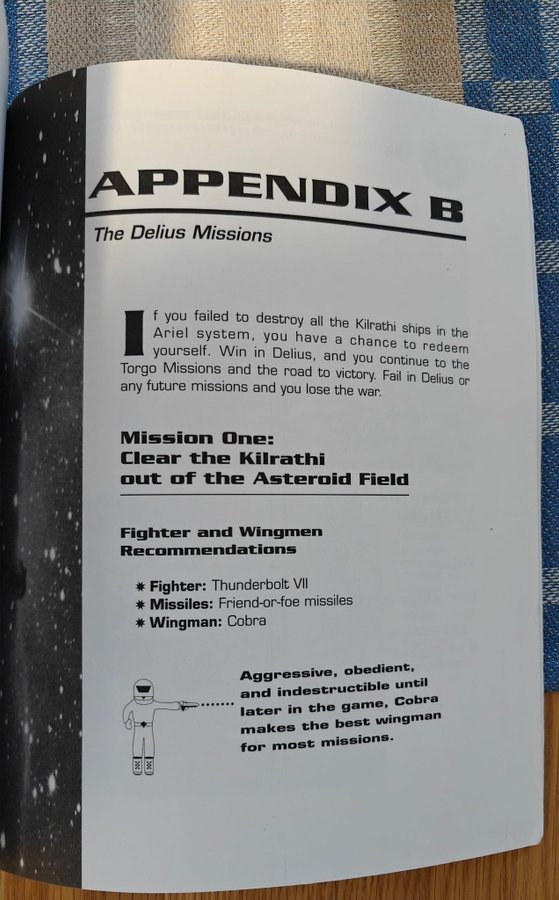 APPENDIX B
The Delius Missions
If you failed to destroy all the Kilrathi ships in the
Ariel system, you have a chance to redeem
yourself. Win in Delius, and you continue to the
Torgo Missions and the road to victory. Fail in Delius or
any future missions and you lose the war.
Mission One:
Clear the Kilrathi
out of the Asteroid Field
Fighter and Wingmen
Recommendations
✷ Fighter: Thunderbolt VII
✷ Missiles: Friend-or-foe missiles
✷ Wingman: Cobra
Aggressive, obedient,
and indestructible until
later in the game, Cobra
makes the best wingman
for most missions.